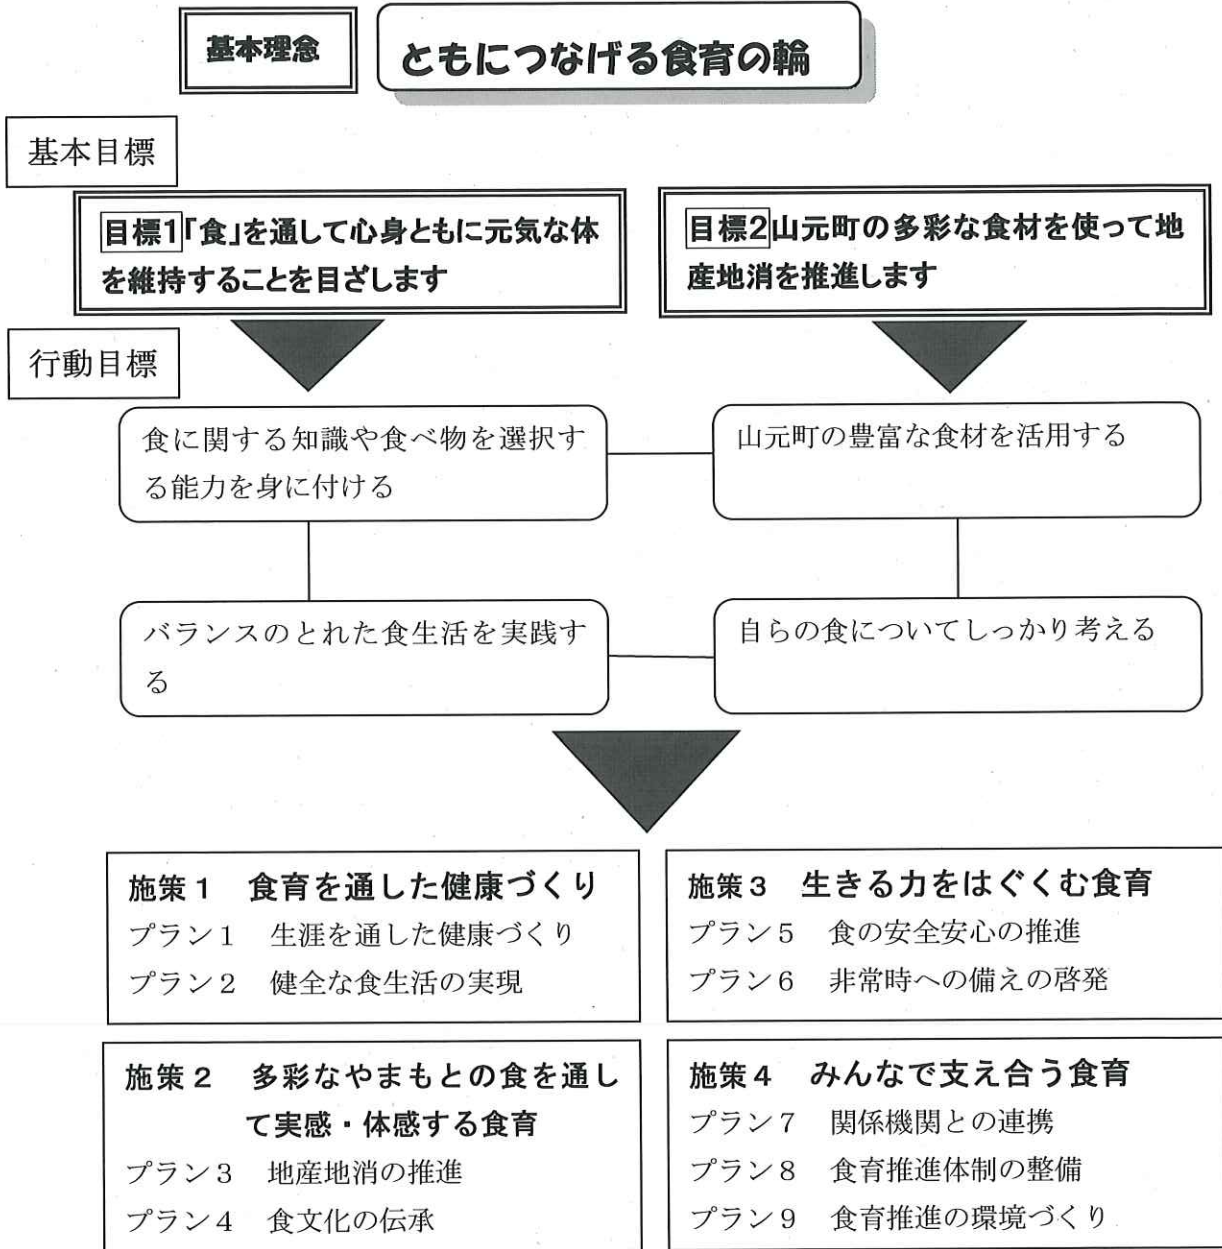 基本理念
ともにつなげる食育の輪
基本目標
目標1「食」を通して心身ともに元気な体
を維持することを目ざします
目標2山元町の多彩な食材を使って地
産地消を推進します
行動目標
食に関する知識や食べ物を選択す
る能力を身に付ける
山元町の豊富な食材を活用する
バランスのとれた食生活を実践す
る
自らの食についてしっかり考える
施策1 食育を通した健康づくり
プラン1 生涯を通した健康づくり
プラン2 健全な食生活の実現
施策3 生きる力をはぐくむ食育
プラン5 食の安全安心の推進
プラン6 非常時への備えの啓発
施策2 多彩なやまもとの食を通し
て実感・体感する食育
プラン3 地産地消の推進
プラン4 食文化の伝承
施策4 みんなで支え合う食育
プラン7 関係機関との連携
プラン8 食育推進体制の整備
プラン9 食育推進の環境づくり